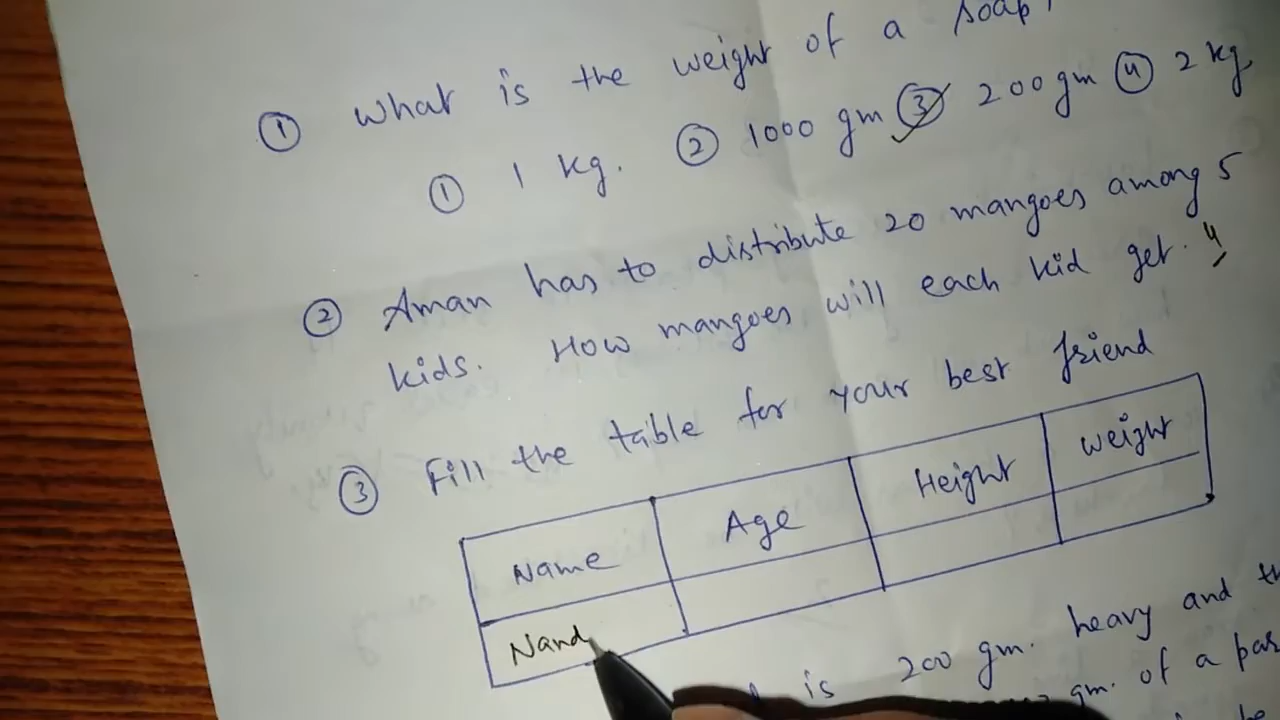 ① What is the weight of a soap?
① 1 kg. ② 1000 gm ③ 200 gm ④ 2 kg
② Aman has to distribute 20 mangoes among 5
kids. How mangoes will each kid get. 4
③ Fill the table for your best friend
Name Age Height Weight
Nand
is 200 gm. heavy and
gm. of a